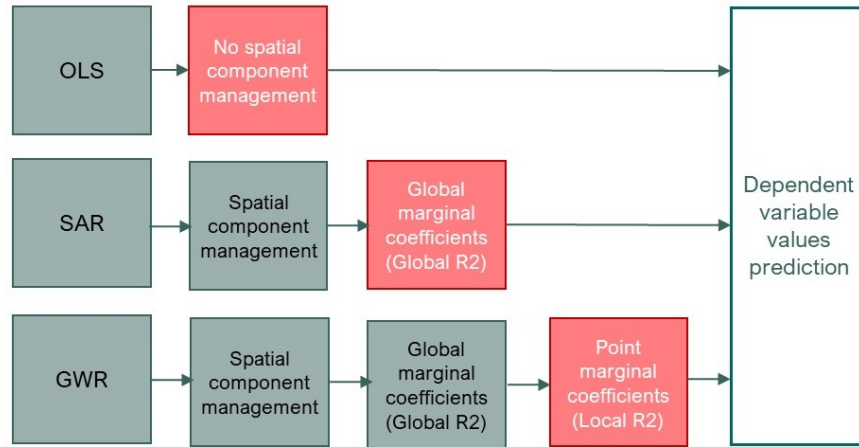 OLS
No spatial
component
management
SAR
Spatial
component
management
Global
marginal
coefficients
(Global R2)
GWR
Spatial
component
management
Global
marginal
coefficients
(Global R2)
Point
marginal
coefficients
(Local R2)
Dependent
variable
values
prediction